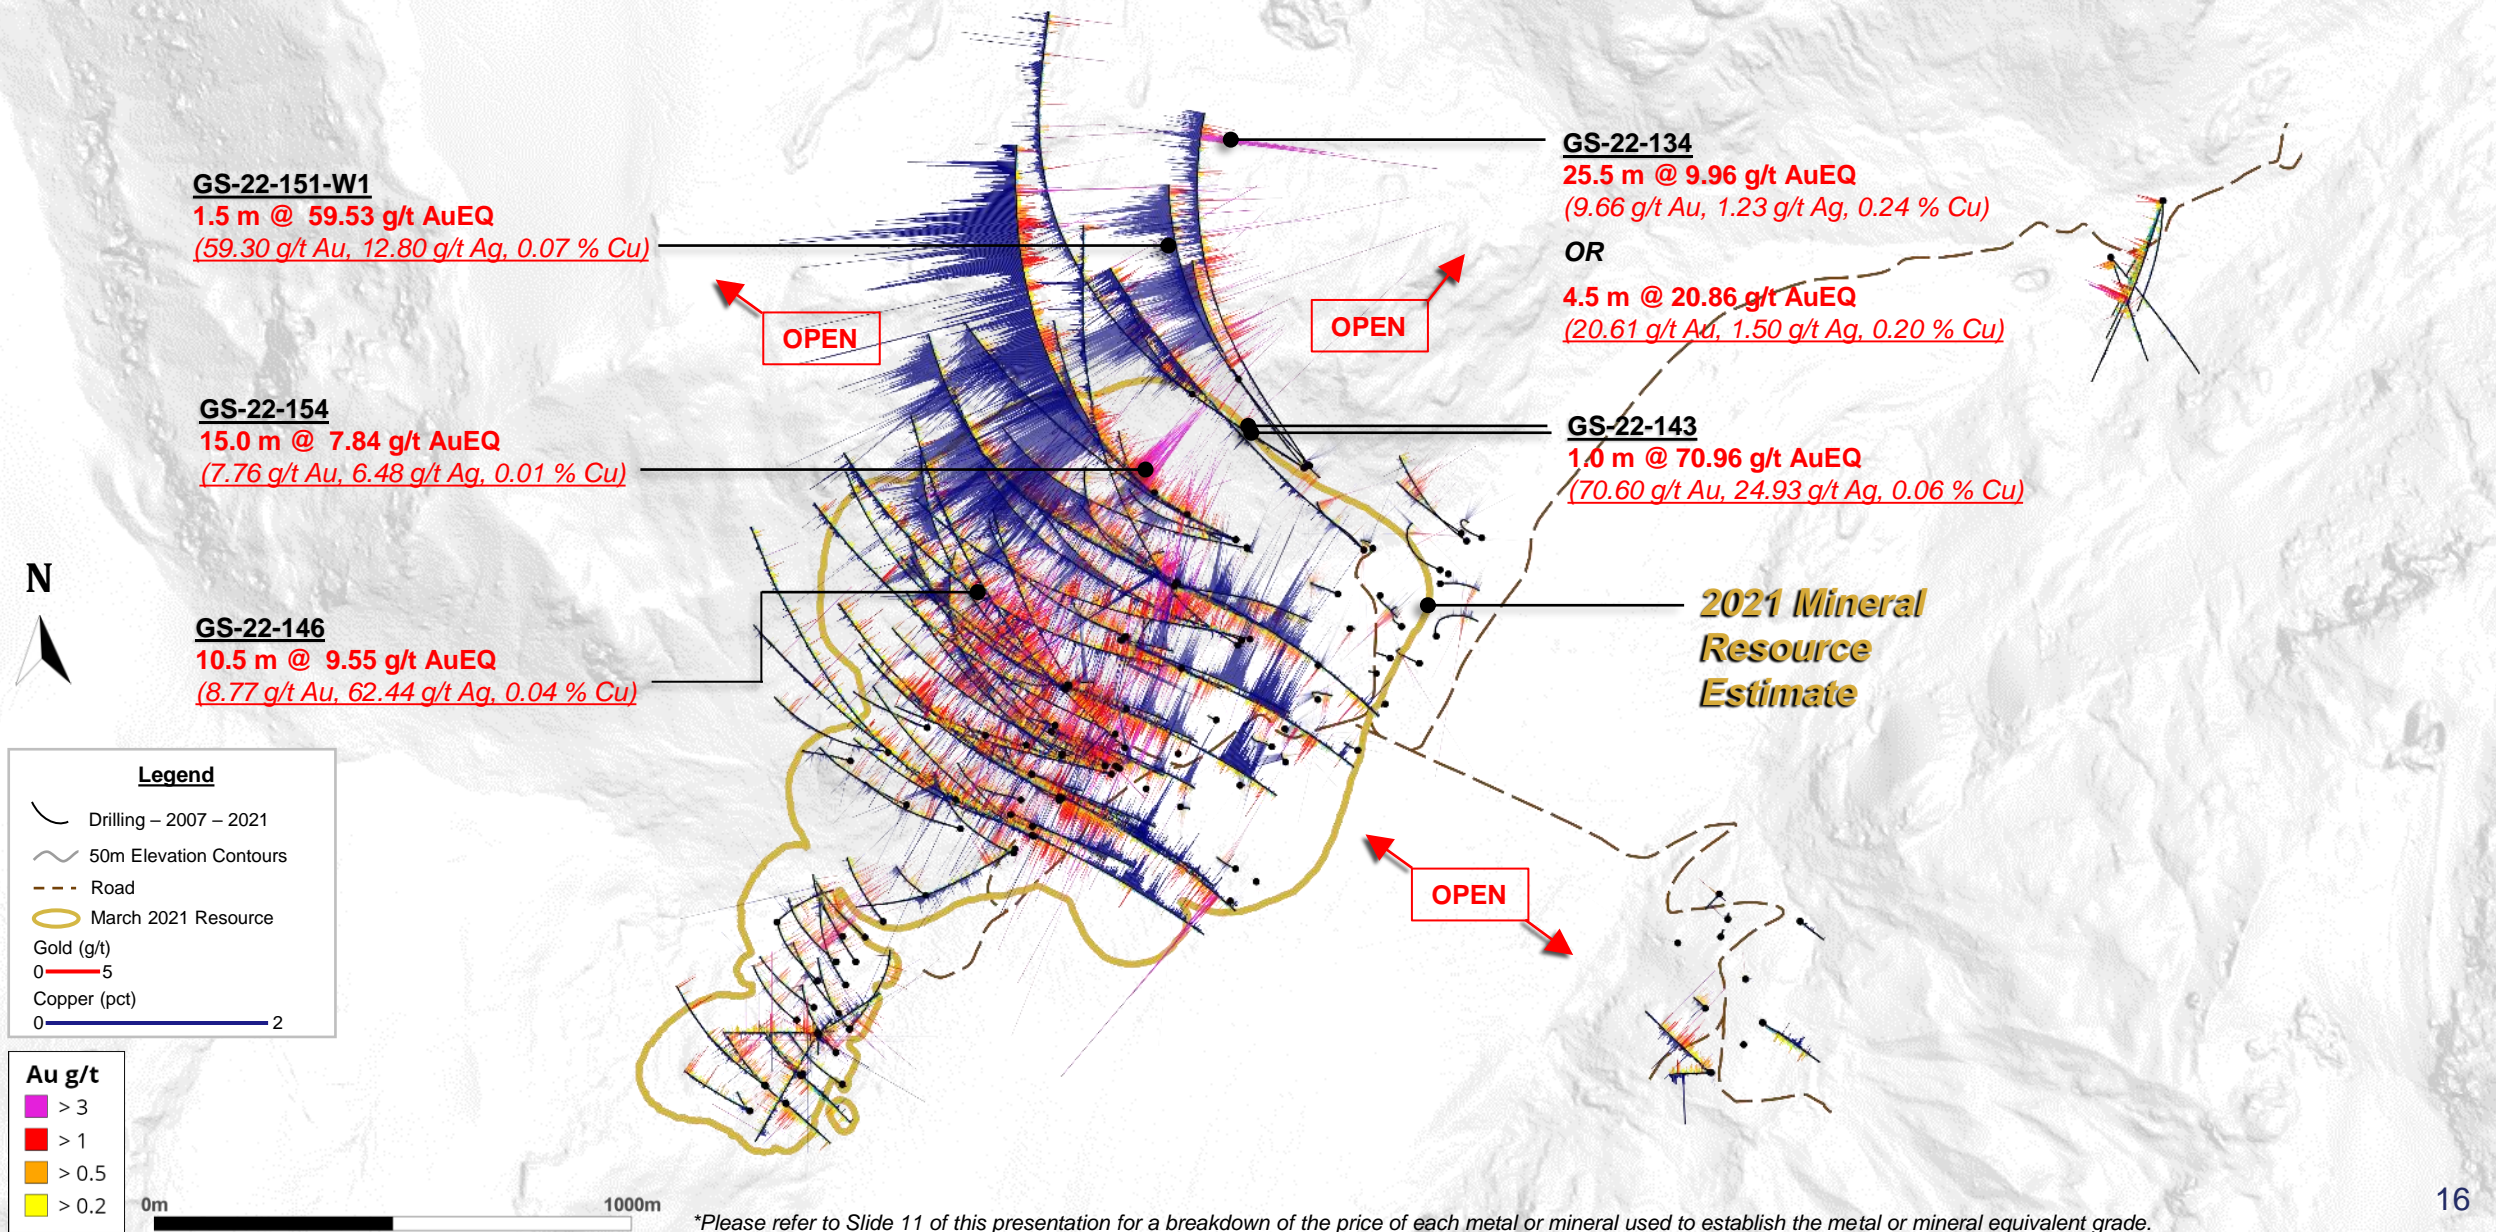 GS-22-151-W1
1.5 m @ 59.53 g/t AuEQ
(59.30 g/t Au, 12.80 g/t Ag, 0.07 % Cu)
GS-22-154
15.0 m @ 7.84 g/t AuEQ
(7.76 g/t Au, 6.48 g/t Ag, 0.01 % Cu)
GS-22-146
10.5 m @ 9.55 g/t AuEQ
(8.77 g/t Au, 62.44 g/t Ag, 0.04 % Cu)
GS-22-134
25.5 m @ 9.96 g/t AuEQ
(9.66 g/t Au, 1.23 g/t Ag, 0.24 % Cu)
OR
4.5 m @ 20.86 g/t AuEQ
(20.61 g/t Au, 1.50 g/t Ag, 0.20 % Cu)
GS-22-143
1.0 m @ 70.96 g/t AuEQ
(70.60 g/t Au, 24.93 g/t Ag, 0.06 % Cu)
OPEN
OPEN
OPEN
2021 Mineral
Resource
Estimate
N
Legend
Drilling – 2007 – 2021
50m Elevation Contours
Road
March 2021 Resource
Gold (g/t)
0 5
Copper (pct)
0 2
Au g/t
> 3
> 1
> 0.5
> 0.2
0m 1000m
*Please refer to Slide 11 of this presentation for a breakdown of the price of each metal or mineral used to establish the metal or mineral equivalent grade.
16